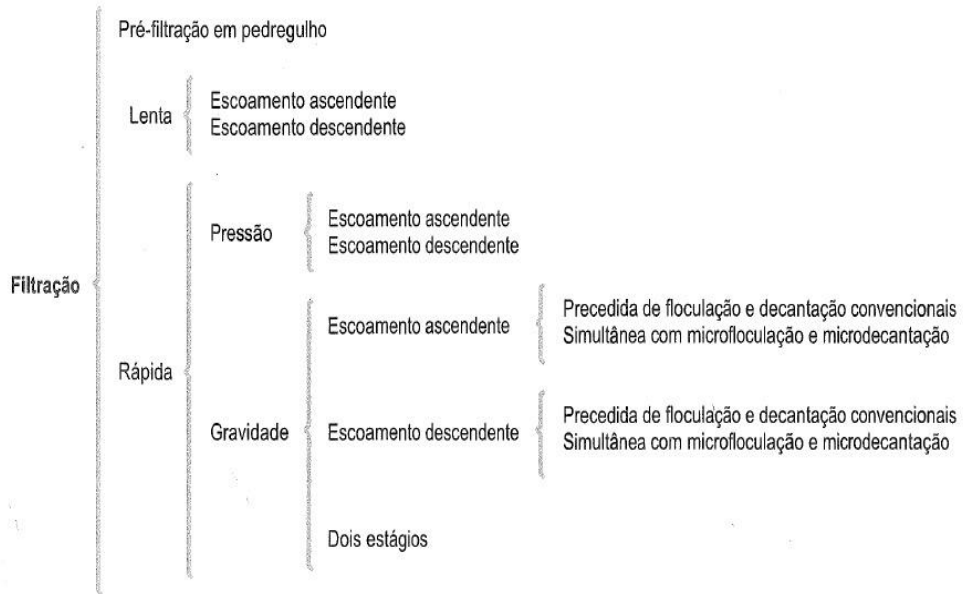 Pré-filtração em pedregulho
Lenta
Escoamento ascendente
Escoamento descendente
Filtração
Rápida
Pressão
Escoamento ascendente
Escoamento descendente
Gravidade
Escoamento ascendente
Precedida de floculação e decantação convencionais
Simultânea com microfloculação e microdecantação
Escoamento descendente
Precedida de floculação e decantação convencionais
Simultânea com microfloculação e microdecantação
Dois estágios